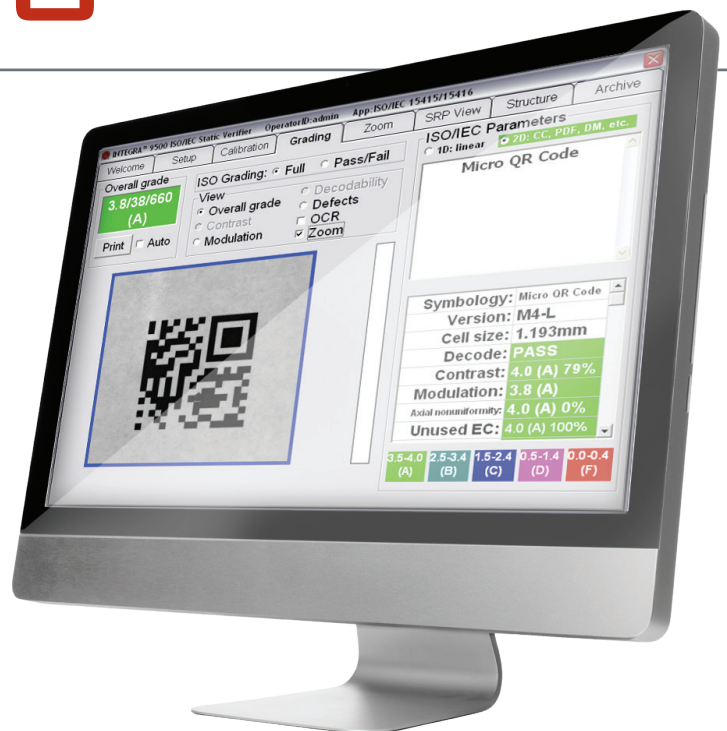 INTEGRA™ 9500 ISO/IEC Static Verifier OperatorID:admin App: ISO/IEC 15415/15416
Welcome Setup Calibration Grading Zoom SRP View Structure Archive
Overall grade
3.8/38/660
(A)
Print Auto
ISO Grading: Full Pass/Fail
View
Overall grade
Contrast
Modulation
Decodability
Defects
OCR
Zoom
ISO/IEC Parameters
1D: linear 2D: CC, PDF, DM, etc.
Micro QR Code
Symbology: Micro QR Code
Version: M4-L
Cell size: 1.193mm
Decode: PASS
Contrast: 4.0 (A) 79%
Modulation: 3.8 (A)
Axial nonuniformity: 4.0 (A) 0%
Unused EC: 4.0 (A) 100%
3.5-4.0 2.5-3.4 1.5-2.4 0.5-1.4 0.0-0.4
(A) (B) (C) (D) (F)